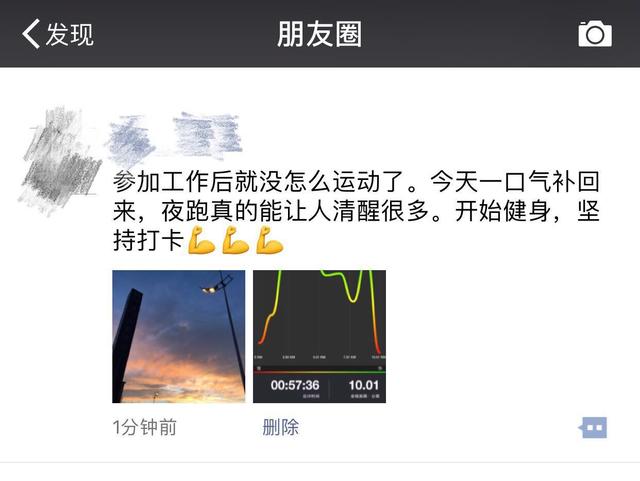 发现
朋友圈
参加工作后就没怎么运动了。今天一口气补回
来，夜跑真的能让人清醒很多。开始健身，坚
持打卡💪💪💪
00:57:36
10.01
1分钟前
删除